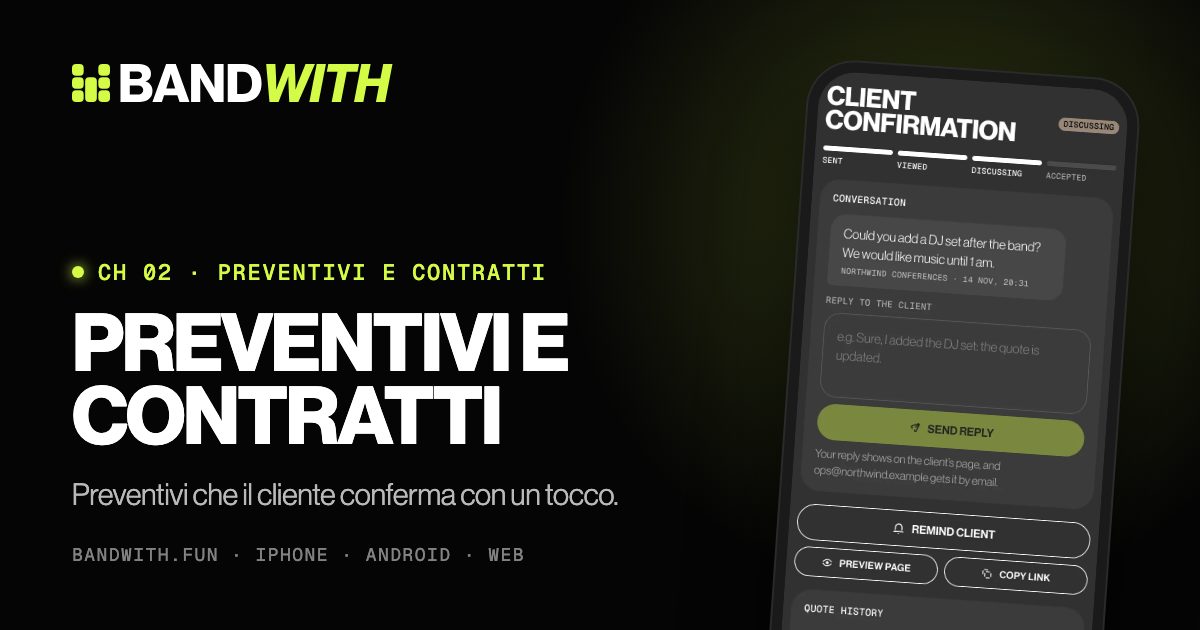 BANDWITH
CH 02 · PREVENTIVI E CONTRATTI
PREVENTIVI E
CONTRATTI
Preventivi che il cliente conferma con un tocco.
BANDWITH.FUN · IPHONE · ANDROID · WEB
CLIENT
CONFIRMATION
DISCUSSING
SENT
VIEWED
DISCUSSING
ACCEPTED
CONVERSATION
Could you add a DJ set after the band?
We would like music until 1 am.
NORTHWIND CONFERENCES · 14 NOV, 20:31
REPLY TO THE CLIENT
e.g. Sure, I added the DJ set: the quote is
updated.
SEND REPLY
Your reply shows on the client's page, and
ops@northwind.example gets it by email.
REMIND CLIENT
PREVIEW PAGE
COPY LINK
QUOTE HISTORY